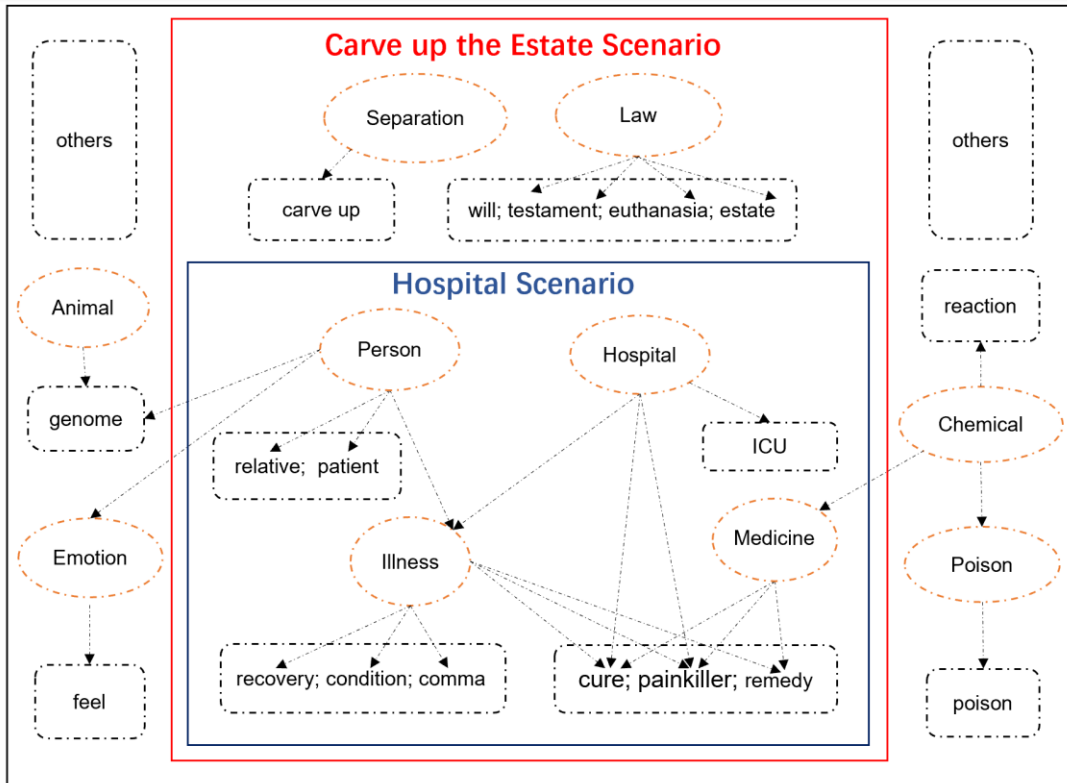 Carve up the Estate Scenario
others
Separation
Law
others
carve up
will; testament; euthanasia; estate
Hospital Scenario
Animal
reaction
Person
Hospital
genome
Chemical
relative; patient
ICU
Emotion
Illness
Medicine
Poison
recovery; condition; comma
cure; painkiller; remedy
feel
poison